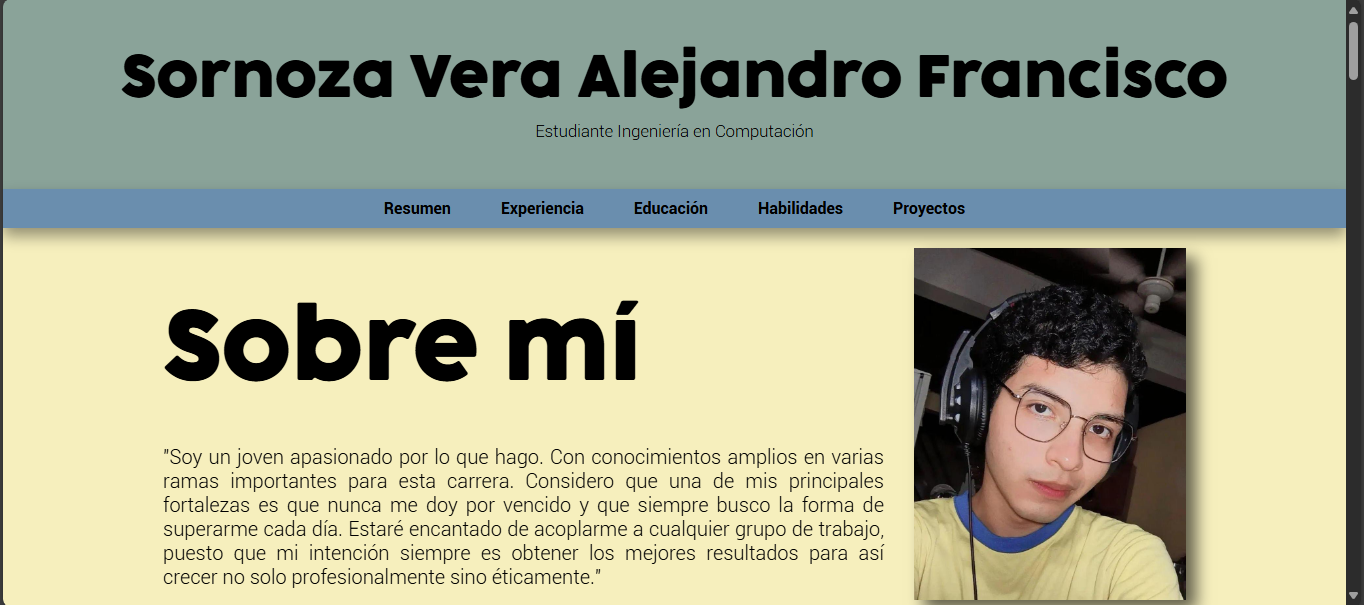 Sornoza Vera Alejandro Francisco
Estudiante Ingeniería en Computación
Resumen Experiencia Educación Habilidades Proyectos
Sobre mí
"Soy un joven apasionado por lo que hago. Con conocimientos amplios en varias
ramas importantes para esta carrera. Considero que una de mis principales
fortalezas es que nunca me doy por vencido y que siempre busco la forma de
superarme cada día. Estaré encantado de acoplarme a cualquier grupo de trabajo,
puesto que mi intención siempre es obtener los mejores resultados para así
crecer no solo profesionalmente sino éticamente."